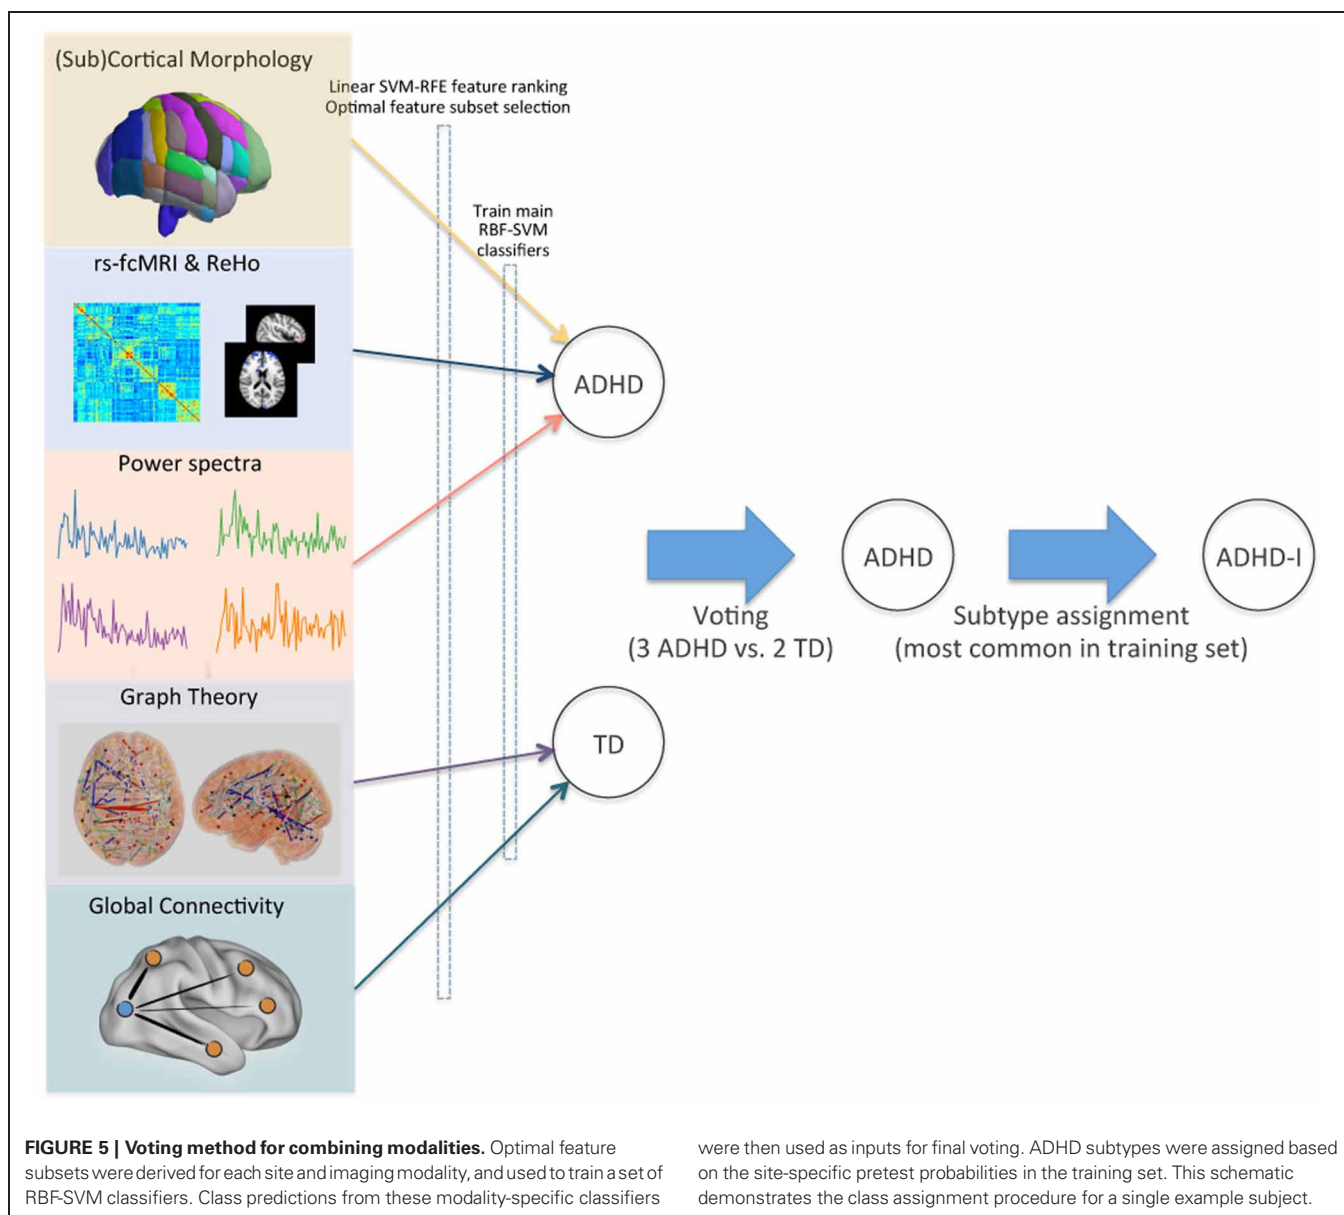 (Sub)Cortical Morphology
Linear SVM-RFE feature ranking
Optimal feature subset selection
Train main
RBF-SVM
classifiers
rs-fcMRI & ReHo
ADHD
Power spectra
ADHD
ADHD-I
Voting
(3 ADHD vs. 2 TD)
Subtype assignment
(most common in training set)
Graph Theory
TD
Global Connectivity
FIGURE 5 | Voting method for combining modalities. Optimal feature
subsets were derived for each site and imaging modality, and used to train a set of
RBF-SVM classifiers. Class predictions from these modality-specific classifiers
were then used as inputs for final voting. ADHD subtypes were assigned based
on the site-specific pretest probabilities in the training set. This schematic
demonstrates the class assignment procedure for a single example subject.